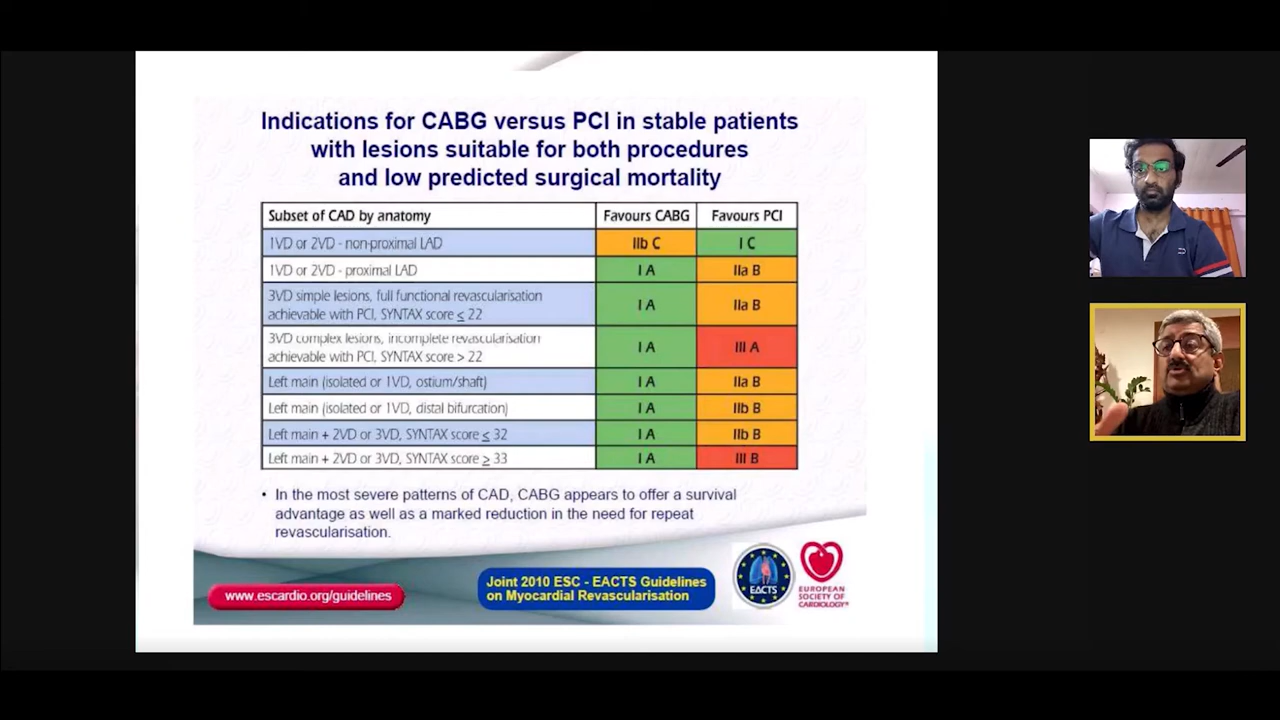 Indications for CABG versus PCI in stable patients
with lesions suitable for both procedures
and low predicted surgical mortality
Subset of CAD by anatomy Favours CABG Favours PCI
1VD or 2VD - non-proximal LAD IIb C I C
1VD or 2VD - proximal LAD I A IIa B
3VD simple lesions, full functional revascularisation
achievable with PCI, SYNTAX score ≤ 22 I A IIa B
3VD complex lesions, incomplete revascularisation
achievable with PCI, SYNTAX score > 22 I A III A
Left main (isolated or 1VD, ostium/shaft) I A IIa B
Left main (isolated or 1VD, distal bifurcation) I A IIb B
Left main + 2VD or 3VD, SYNTAX score ≤ 32 I A IIb B
Left main + 2VD or 3VD, SYNTAX score ≥ 33 I A III B
• In the most severe patterns of CAD, CABG appears to offer a survival
advantage as well as a marked reduction in the need for repeat
revascularisation.
www.escardio.org/guidelines
Joint 2010 ESC - EACTS Guidelines
on Myocardial Revascularisation
EACTS
EUROPEAN
SOCIETY OF
CARDIOLOGY®